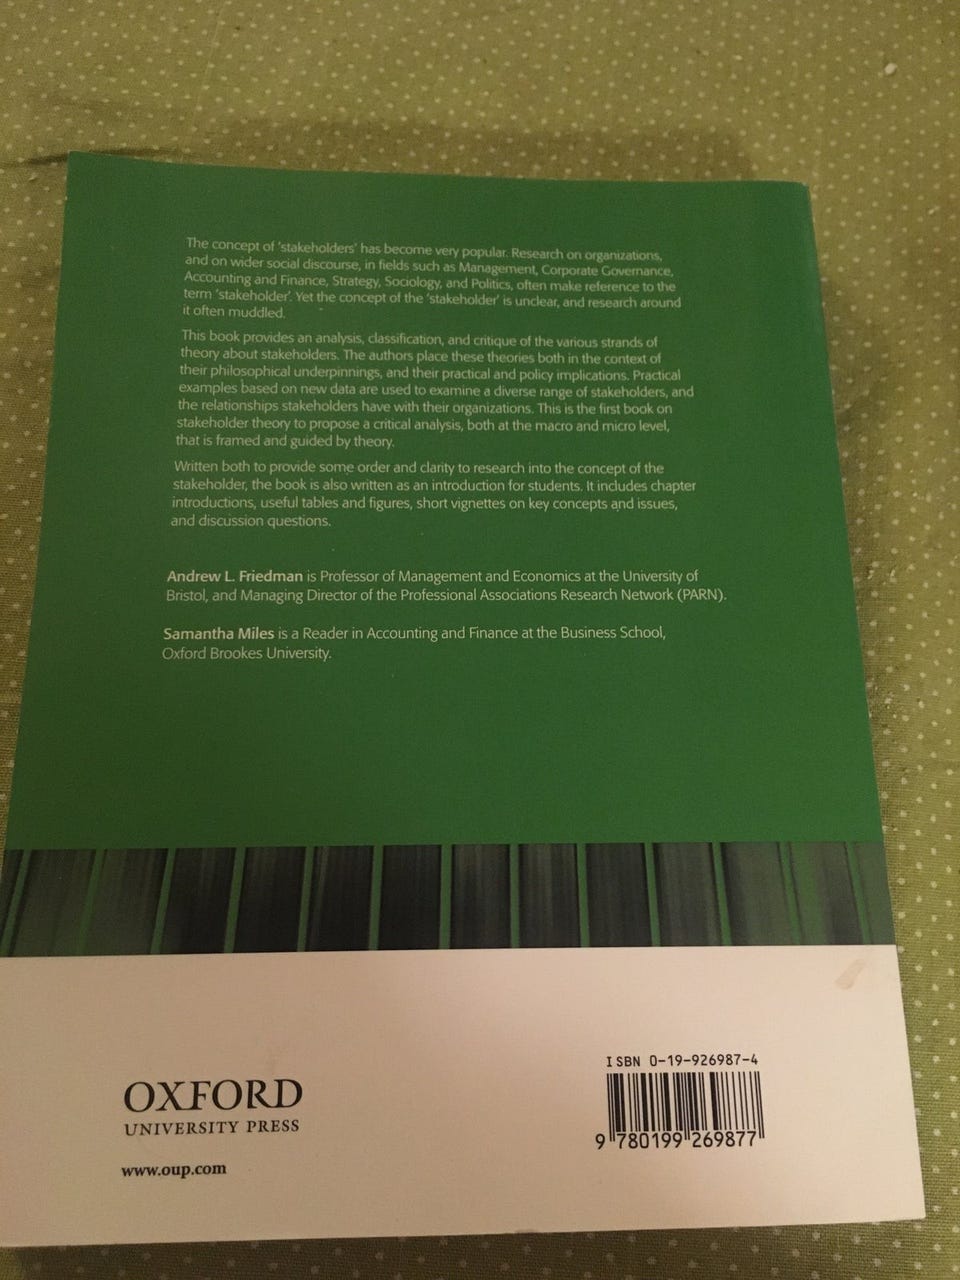 The concept of 'stakeholders' has become very popular. Research on organizations,
and on wider social discourse, in fields such as Management, Corporate Governance,
Accounting and Finance, Strategy, Sociology, and Politics, often make reference to the
term 'stakeholder'. Yet the concept of the 'stakeholder' is unclear, and research around
it often muddled.
This book provides an analysis, classification, and critique of the various strands of
theory about stakeholders. The authors place these theories both in the context of
their philosophical underpinnings, and their practical and policy implications. Practical
examples based on new data are used to examine a diverse range of stakeholders, and
the relationships stakeholders have with their organizations. This is the first book on
stakeholder theory to propose a critical analysis, both at the macro and micro level,
that is framed and guided by theory.
Written both to provide some order and clarity to research into the concept of the
stakeholder, the book is also written as an introduction for students. It includes chapter
introductions, useful tables and figures, short vignettes on key concepts and issues,
and discussion questions.
Andrew L. Friedman is Professor of Management and Economics at the University of
Bristol, and Managing Director of the Professional Associations Research Network (PARN).
Samantha Miles is a Reader in Accounting and Finance at the Business School,
Oxford Brookes University.
OXFORD
UNIVERSITY PRESS
www.oup.com
ISBN 0-19-926987-4
9 780199 269877